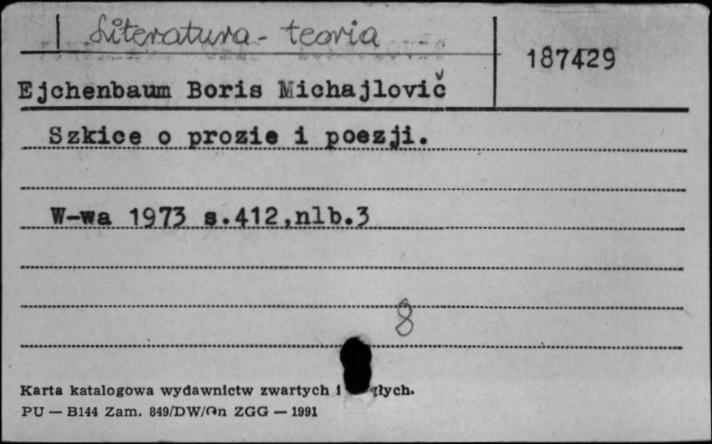 Literatura - teoria
187429
Ejchenbaum Boris Michajlovič
Szkice o prozie i poezji.
W-wa 1973 s.412,nlb.3
8
Karta katalogowa wydawnictw zwartych i
PU — B144 Zam. 849/DW/On ZGG — 1991